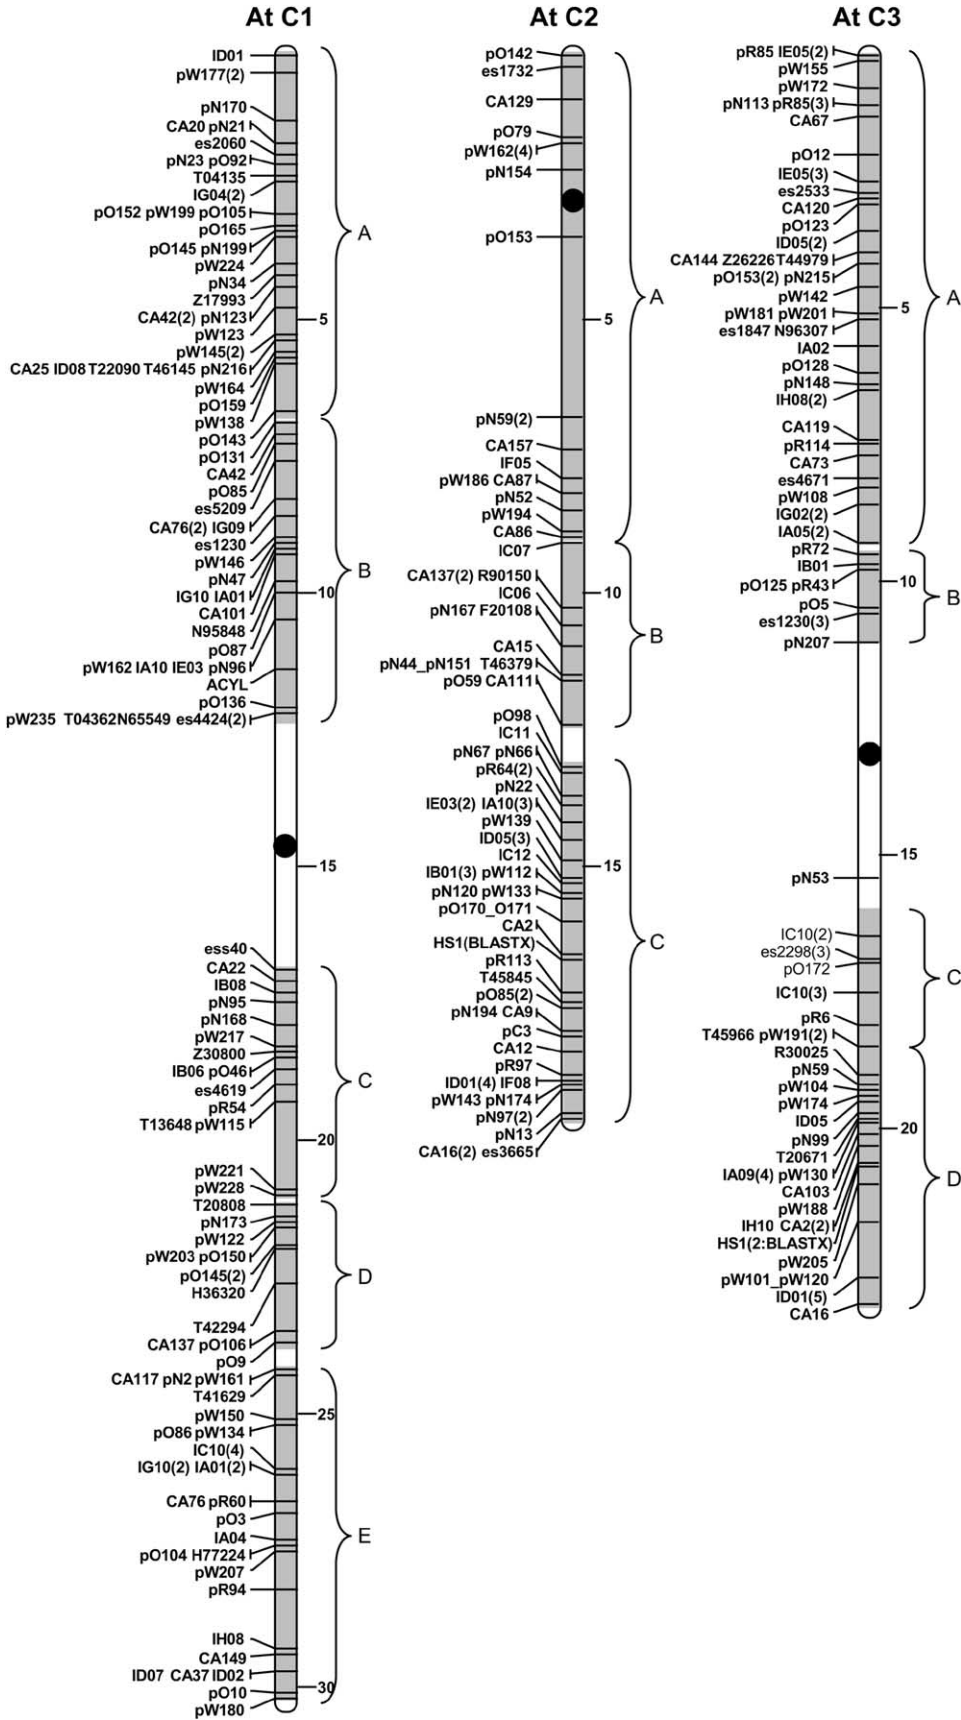 At C1
ID01
pW177(2)
pN170
CA20 pN21
es2060
pN23 pO92
T04135
IG04(2)
pO152 pW199 pO105
pO165
pO145 pN199
pW224
pN34
Z17993
CA42(2) pN123
pW123
pW145(2)
CA25 ID08 T22090 T46145 pN216
pW164
pO159
pW138
pO143
pO131
CA42
pO85
es5209
CA76(2) IG09
es1230
pW146
pN47
IG10 IA01
CA101
N95848
pO87
pW162 IA10 IE03 pN96
ACYL
pO136
pW235 T04362N65549 es4424(2)
ess40
CA22
IB08
pN95
pN168
pW217
Z30800
IB06 pO46
es4619
pR54
T13648 pW115
pW221
pW228
T20808
pN173
pW122
pW203 pO150
pO145(2)
H36320
T42294
CA137 pO106
pO9
CA117 pN2 pW161
T41629
pW150
pO86 pW134
IC10(4)
IG10(2) IA01(2)
CA76 pR60
pO3
IA04
pO104 H77224
pW207
pR94
IH08
CA149
ID07 CA37 ID02
pO10
pW180
5
10
15
20
25
30
A
B
C
D
E
At C2
pO142
es1732
CA129
pO79
pW162(4)
pN154
pO153
pN59(2)
CA157
IF05
pW186 CA87
pN52
pW194
CA86
IC07
CA137(2) R90150
IC06
pN167 F20108
CA15
pN44_pN151 T46379
pO59 CA111
pO98
IC11
pN67 pN66
pR64(2)
pN22
IE03(2) IA10(3)
pW139
ID05(3)
IC12
IB01(3) pW112
pN120 pW133
pO170_O171
CA2
HS1(BLASTX)
pR113
T45845
pO85(2)
pN194 CA9
pC3
CA12
pR97
ID01(4) IF08
pW143 pN174
pN97(2)
pN13
CA16(2) es3665
5
10
15
A
B
C
At C3
pR85 IE05(2)
pW155
pW172
pN113 pR85(3)
CA67
pO12
IE05(3)
es2533
CA120
pO123
ID05(2)
CA144 Z26226T44979
pO153(2) pN215
pW142
pW181 pW201
es1847 N96307
IA02
pO128
pN148
IH08(2)
CA119
pR114
CA73
es4671
pW108
IG02(2)
IA05(2)
pR72
IB01
pO125 pR43
pO5
es1230(3)
pN207
pN53
IC10(2)
es2298(3)
pO172
IC10(3)
pR6
T45966 pW191(2)
R30025
pN59
pW104
pW174
ID05
pN99
T20671
IA09(4) pW130
CA103
pW188
IH10 CA2(2)
HS1(2:BLASTX)
pW205
pW101_pW120
ID01(5)
CA16
5
10
15
20
A
B
C
D